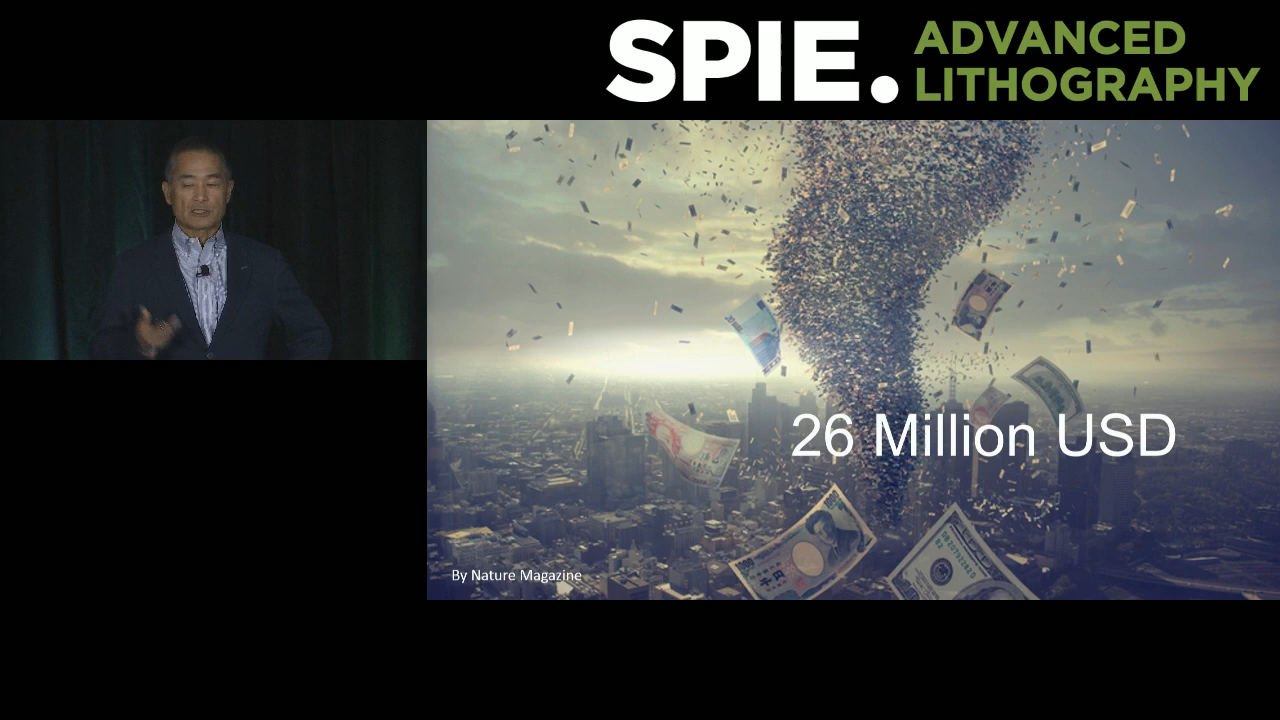 SPIE. ADVANCED
LITHOGRAPHY
26 Million USD
By Nature Magazine